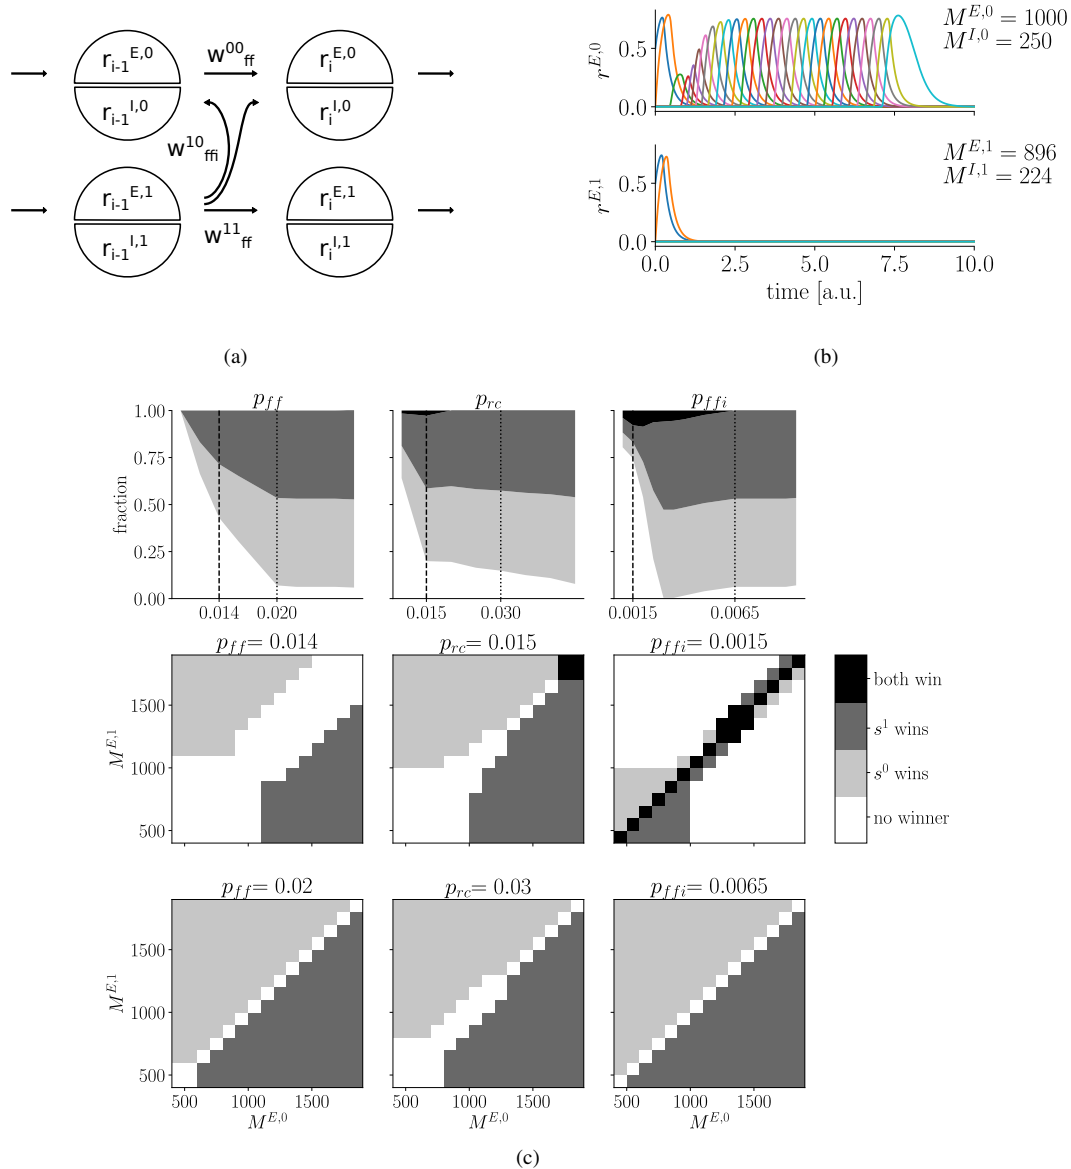 r_{i-1}^{E,0}
w^{00}_{ff}
r_i^{E,0}
r_{i-1}^{I,0}
r_i^{I,0}
w^{10}_{ffi}
r_{i-1}^{E,1}
r_i^{E,1}
w^{11}_{ff}
r_{i-1}^{I,1}
r_i^{I,1}
(a)
r^{E,0}
0.5
0.0
M^{E,0} = 1000
M^{I,0} = 250
r^{E,1}
0.5
0.0
M^{E,1} = 896
M^{I,1} = 224
0.0 2.5 5.0 7.5 10.0
time [a.u.]
(b)
p_{ff} p_{rc} p_{ffi}
fraction
1.00
0.75
0.50
0.25
0.00
0.014 0.020 0.015 0.030 0.0015 0.0065
p_{ff}= 0.014 p_{rc}= 0.015 p_{ffi}= 0.0015
M^{E,1}
1500
1000
500
both win
s^1 wins
s^0 wins
no winner
p_{ff}= 0.02 p_{rc}= 0.03 p_{ffi}= 0.0065
M^{E,1}
1500
1000
500
500 1000 1500 500 1000 1500 500 1000 1500
M^{E,0} M^{E,0} M^{E,0}
(c)